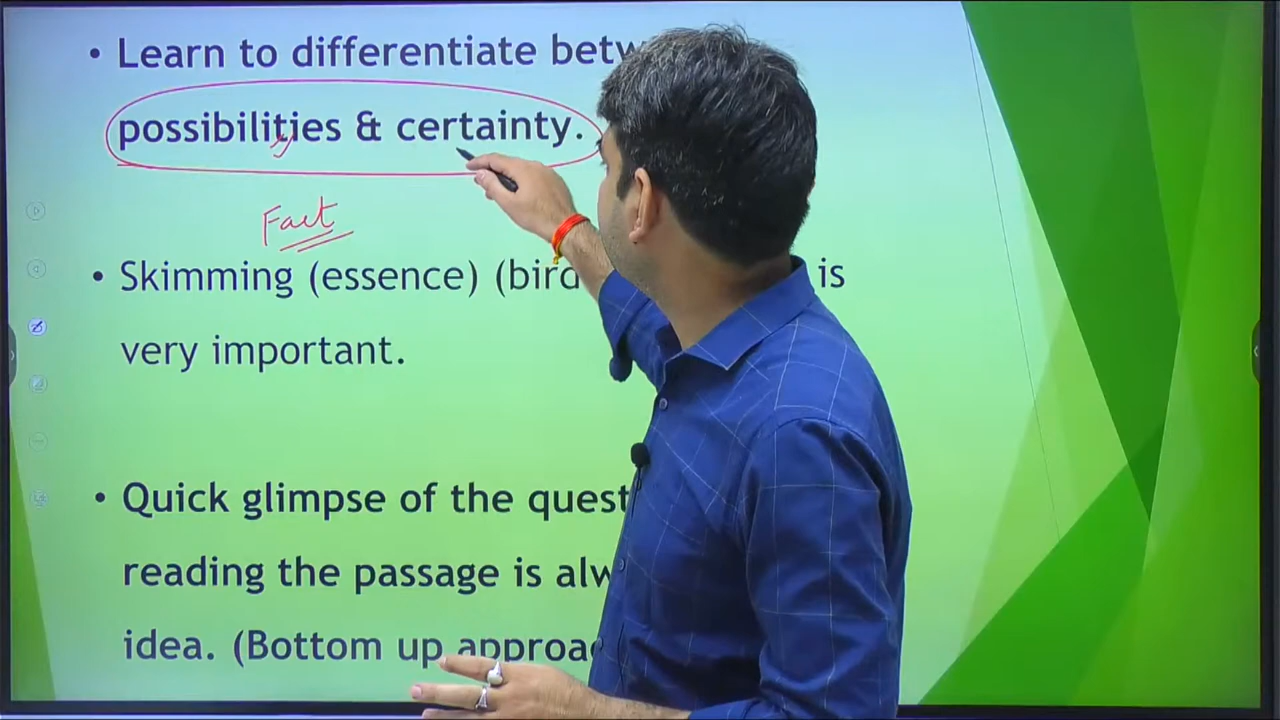 • Learn to differentiate betw
possibilities & certainty.
y
Fact
• Skimming (essence) (bird is
very important.
• Quick glimpse of the quest
reading the passage is alw
idea. (Bottom up approa